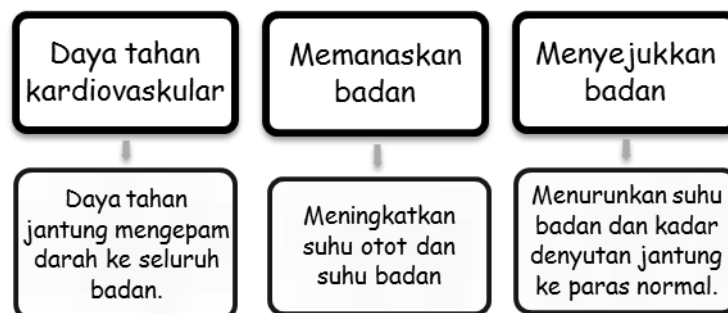 Daya tahan
kardiovaskular
Memanaskan
badan
Menyejukkan
badan
Daya tahan
jantung mengepam
darah ke seluruh
badan.
Meningkatkan
suhu otot dan
suhu badan
Menurunkan suhu
badan dan kadar
denyutan jantung
ke paras normal.